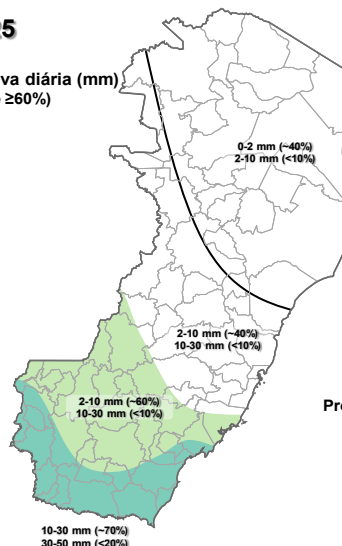 5
va diária (mm)
≥60%)
0-2 mm (~40%)
2-10 mm (<10%)
2-10 mm (~40%)
10-30 mm (<10%)
2-10 mm (~60%)
10-30 mm (<10%)
Pr
10-30 mm (~70%)
30-50 mm (<20%)